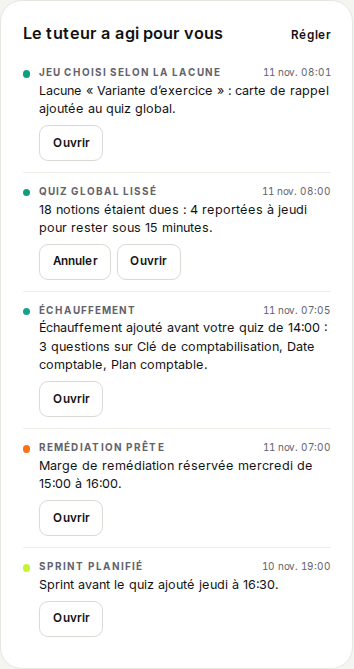 Le tuteur a agi pour vous
Régler
JEU CHOISI SELON LA LACUNE
11 nov. 08:01
Lacune « Variante d’exercice » : carte de rappel
ajoutée au quiz global.
Ouvrir
QUIZ GLOBAL LISSÉ
11 nov. 08:00
18 notions étaient dues : 4 reportées à jeudi
pour rester sous 15 minutes.
Annuler
Ouvrir
ÉCHAUFFEMENT
11 nov. 07:05
Échauffement ajouté avant votre quiz de 14:00 :
3 questions sur Clé de comptabilisation, Date
comptable, Plan comptable.
Ouvrir
REMÉDIATION PRÊTE
11 nov. 07:00
Marge de remédiation réservée mercredi de
15:00 à 16:00.
Ouvrir
SPRINT PLANIFIÉ
10 nov. 19:00
Sprint avant le quiz ajouté jeudi à 16:30.
Ouvrir